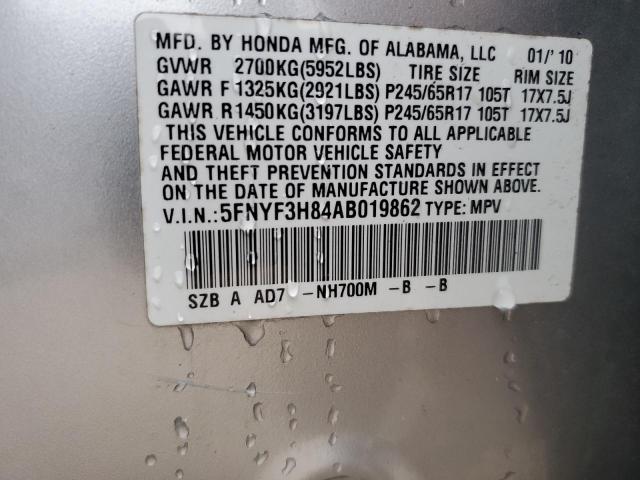 MFD. BY HONDA MFG. OF ALABAMA, LLC 01/'10
GVWR 2700KG(5952LBS) TIRE SIZE RIM SIZE
GAWR F 1325KG(2921LBS) P245/65R17 105T 17X7.5J
GAWR R 1450KG(3197LBS) P245/65R17 105T 17X7.5J
THIS VEHICLE CONFORMS TO ALL APPLICABLE
FEDERAL MOTOR VEHICLE SAFETY
AND THEFT PREVENTION STANDARDS IN EFFECT
ON THE DATE OF MANUFACTURE SHOWN ABOVE.
V.I.N.:5FNYF3H84AB019862 TYPE: MPV
SZB A AD7 -NH700M -B -B